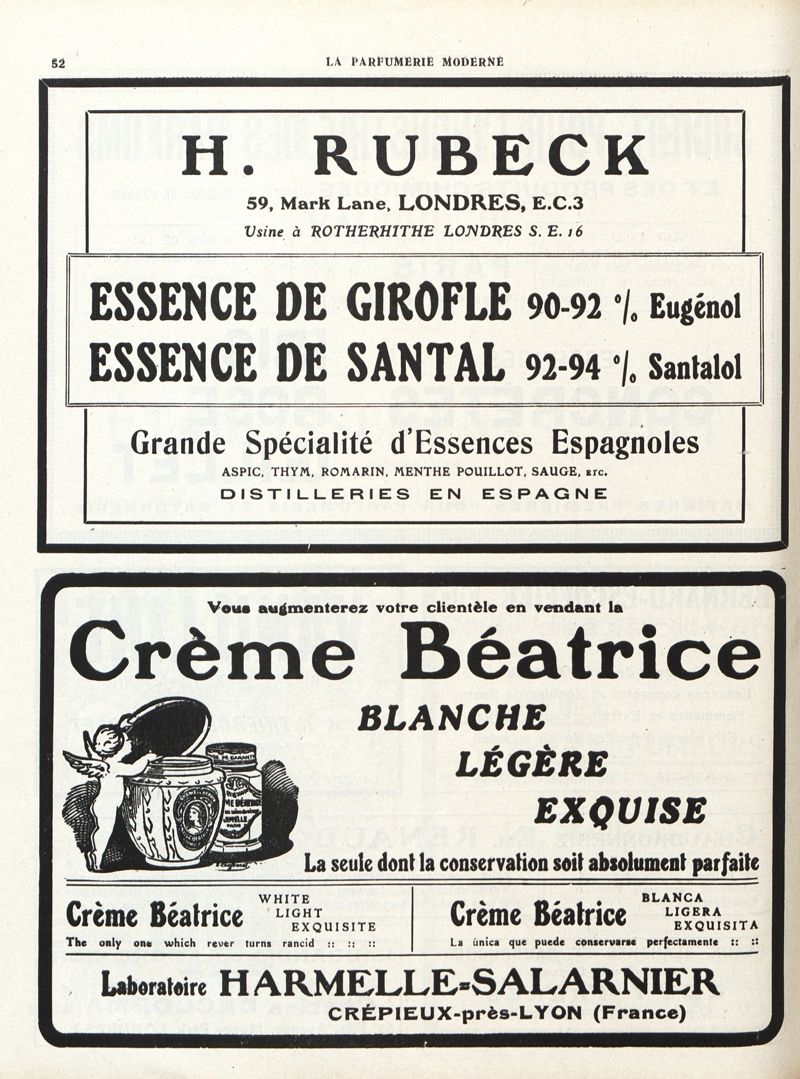 52
LA PARFUMERIE MODERNE
H. RUBECK
59, Mark Lane, LONDRES, E.C.3
Usine à ROTHERHITHE LONDRES S. E. 16
ESSENCE DE GIROFLE 90-92 % Eugénol
ESSENCE DE SANTAL 92-94 % Santalol
Grande Spécialité d'Essences Espagnoles
ASPIC, THYM, ROMARIN, MENTHE POUILLOT, SAUGE, ETC.
DISTILLERIES EN ESPAGNE
Vous augmenterez votre clientèle en vendant la
Crème Béatrice
BLANCHE
LÉGÈRE
EXQUISE
La seule dont la conservation soit absolument parfaite
Crème Béatrice
WHITE
LIGHT
EXQUISITE
The only one which rever turns rancid :: :: ::
Crème Béatrice
BLANCA
LIGERA
EXQUISITA
La única que puede conservarse perfectamente :: ::
Laboratoire HARMELLE=SALARNIER
CRÉPIEUX-près-LYON (France)